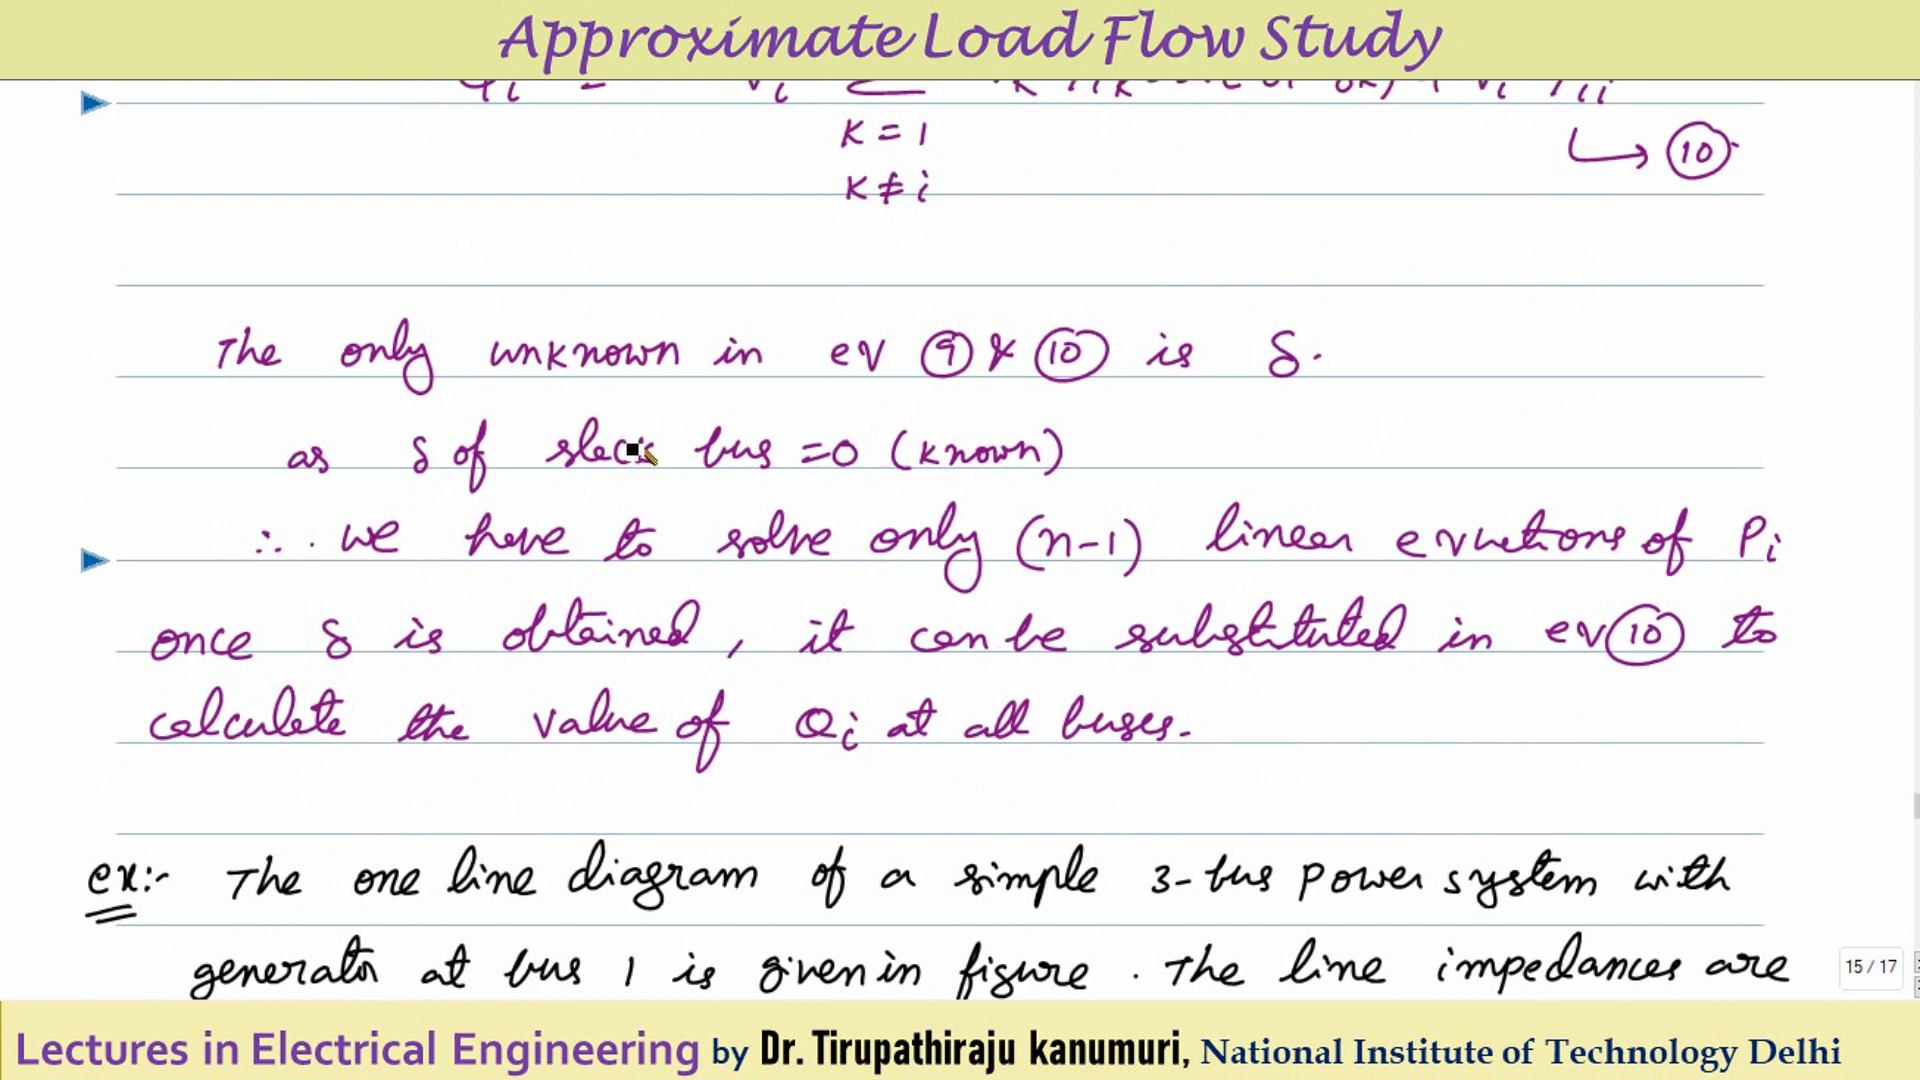 Approximate Load Flow Study
K = 1
K ≠ i
→ (10)
The only unknown in eq (9) & (10) is δ.
as δ of slack bus =0 (known)
∴ we have to solve only (n-1) linear equations of Pi
once δ is obtained, it can be substituted in eq (10) to
calculate the value of Qi at all buses.
ex:- The one line diagram of a simple 3-bus power system with
generator at bus 1 is given in figure. The line impedances are
15 / 17
Lectures in Electrical Engineering by Dr. Tirupathiraju kanumuri, National Institute of Technology Delhi